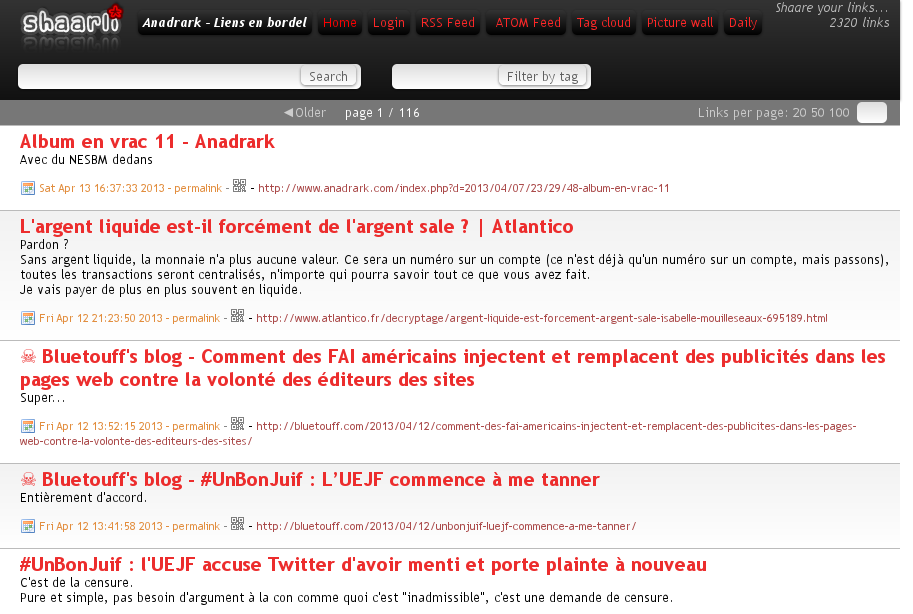 shaarli
Anadrark - Liens en bordel Home Login RSS Feed ATOM Feed Tag cloud Picture wall Daily
Shaare your links...
2320 links
Search
Filter by tag
◄Older page 1 / 116 Links per page: 20 50 100
Album en vrac 11 - Anadrark
Avec du NESBM dedans
Sat Apr 13 16:37:33 2013 - permalink - - http://www.anadrark.com/index.php?d=2013/04/07/23/29/48-album-en-vrac-11
L'argent liquide est-il forcément de l'argent sale ? | Atlantico
Pardon ?
Sans argent liquide, la monnaie n'a plus aucune valeur. Ce sera un numéro sur un compte (ce n'est déjà qu'un numéro sur un compte, mais passons),
toutes les transactions seront centralisés, n'importe qui pourra savoir tout ce que vous avez fait.
Je vais payer de plus en plus souvent en liquide.
Fri Apr 12 21:23:50 2013 - permalink - - http://www.atlantico.fr/decryptage/argent-liquide-est-forcement-argent-sale-isabelle-mouilleseaux-695189.html
☠ Bluetouff's blog - Comment des FAI américains injectent et remplacent des publicités dans les
pages web contre la volonté des éditeurs des sites
Super...
Fri Apr 12 13:52:15 2013 - permalink - - http://bluetouff.com/2013/04/12/comment-des-fai-americains-injectent-et-remplacent-des-publicites-dans-les-pages-
web-contre-la-volonte-des-editeurs-des-sites/
☠ Bluetouff's blog - #UnBonJuif : L’UEJF commence à me tanner
Entièrement d'accord.
Fri Apr 12 13:41:58 2013 - permalink - - http://bluetouff.com/2013/04/12/unbonjuif-luejf-commence-a-me-tanner/
#UnBonJuif : l'UEJF accuse Twitter d'avoir menti et porte plainte à nouveau
C'est de la censure.
Pure et simple, pas besoin d'argument à la con comme quoi c'est "inadmissible", c'est une demande de censure.